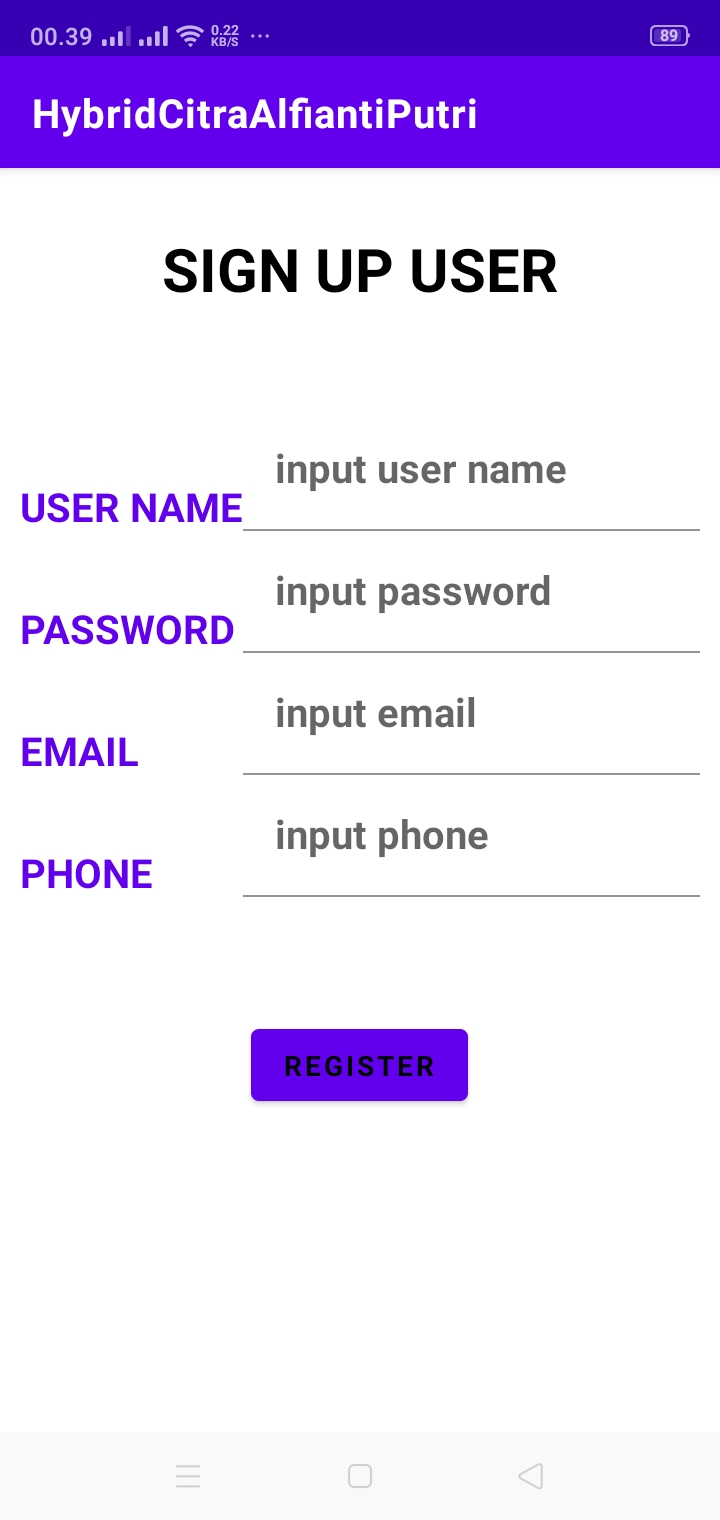 00.39 0.22 KB/S ... 89
HybridCitraAlfiantiPutri
SIGN UP USER
input user name
USER NAME
input password
PASSWORD
input email
EMAIL
input phone
PHONE
REGISTER